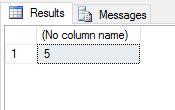 Results Messages
(No column name)
1 5